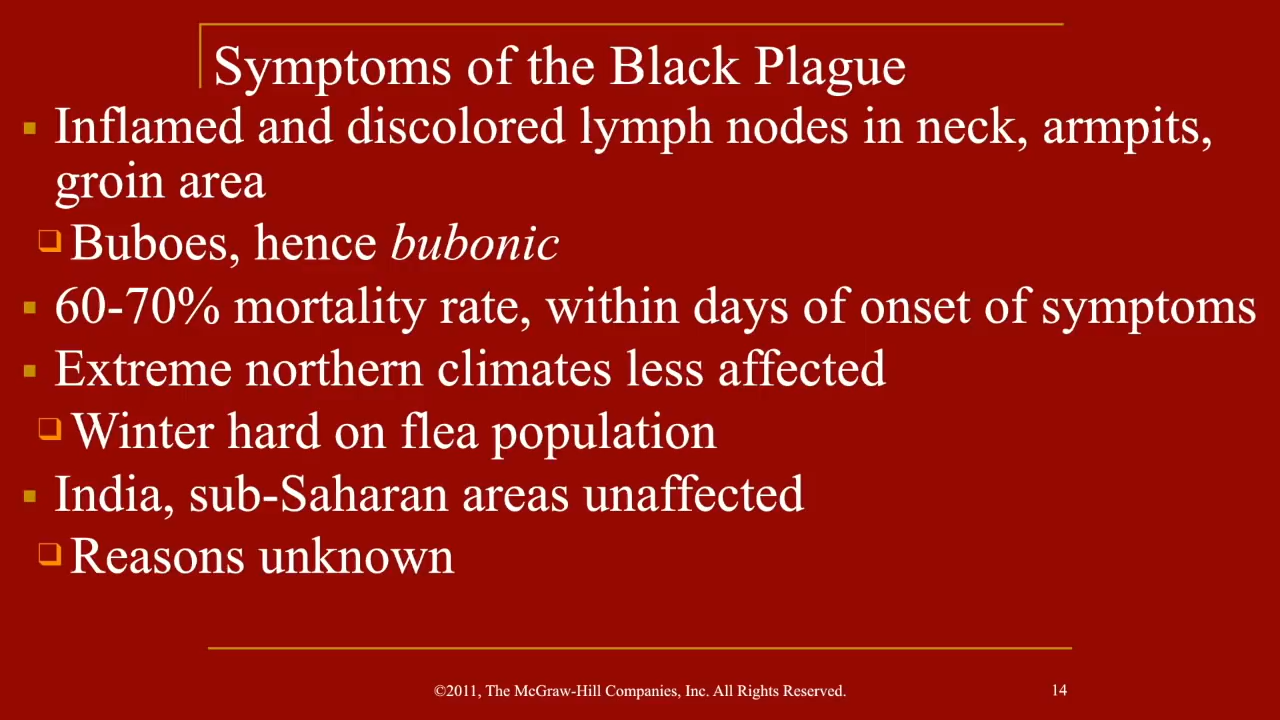 Symptoms of the Black Plague
Inflamed and discolored lymph nodes in neck, armpits,
groin area
Buboes, hence bubonic
60-70% mortality rate, within days of onset of symptoms
Extreme northern climates less affected
Winter hard on flea population
India, sub-Saharan areas unaffected
Reasons unknown
©2011, The McGraw-Hill Companies, Inc. All Rights Reserved.
14